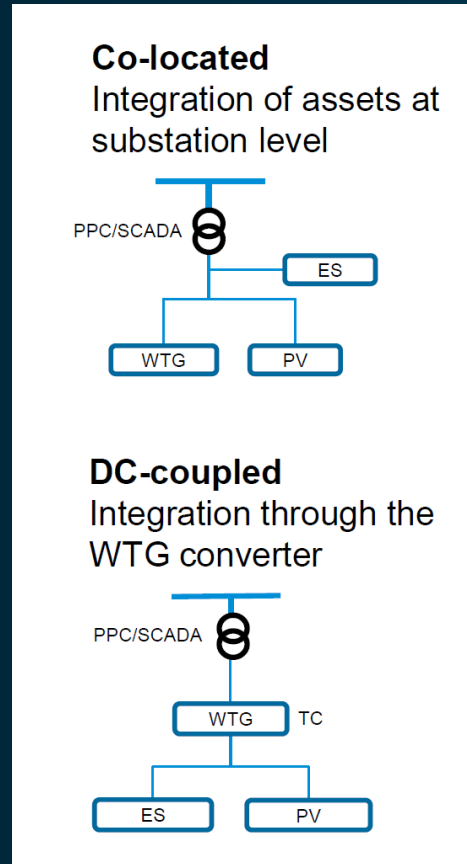 Co-located
Integration of assets at
substation level
PPC/SCADA
ES
WTG
PV
DC-coupled
Integration through the
WTG converter
PPC/SCADA
WTG
TC
ES
PV